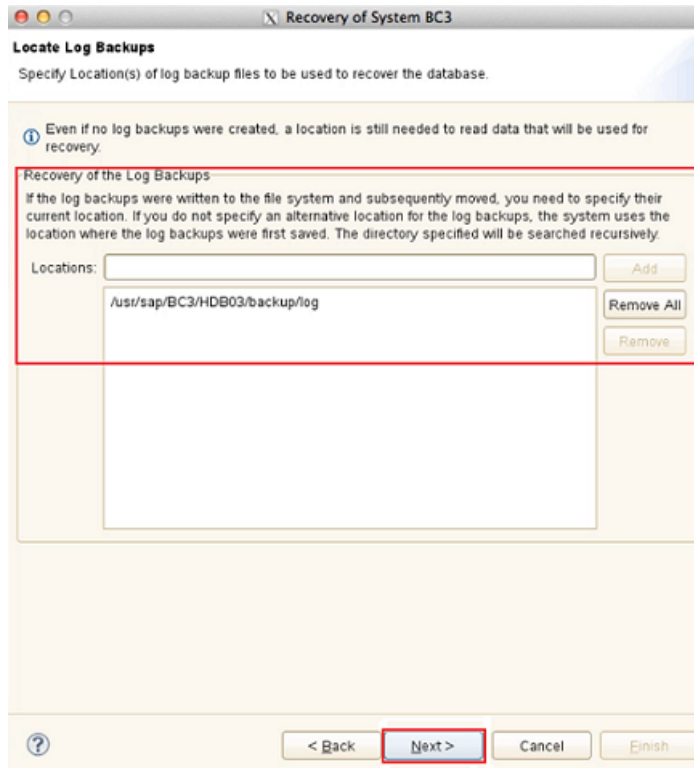 Recovery of System BC3
Locate Log Backups
Specify Location(s) of log backup files to be used to recover the database.
Even if no log backups were created, a location is still needed to read data that will be used for
recovery.
Recovery of the Log Backups
If the log backups were written to the file system and subsequently moved, you need to specify their
current location. If you do not specify an alternative location for the log backups, the system uses the
location where the log backups were first saved. The directory specified will be searched recursively.
Locations:
Add
/usr/sap/BC3/HDB03/backup/log
Remove All
Remove
?
< Back
Next >
Cancel
Finish